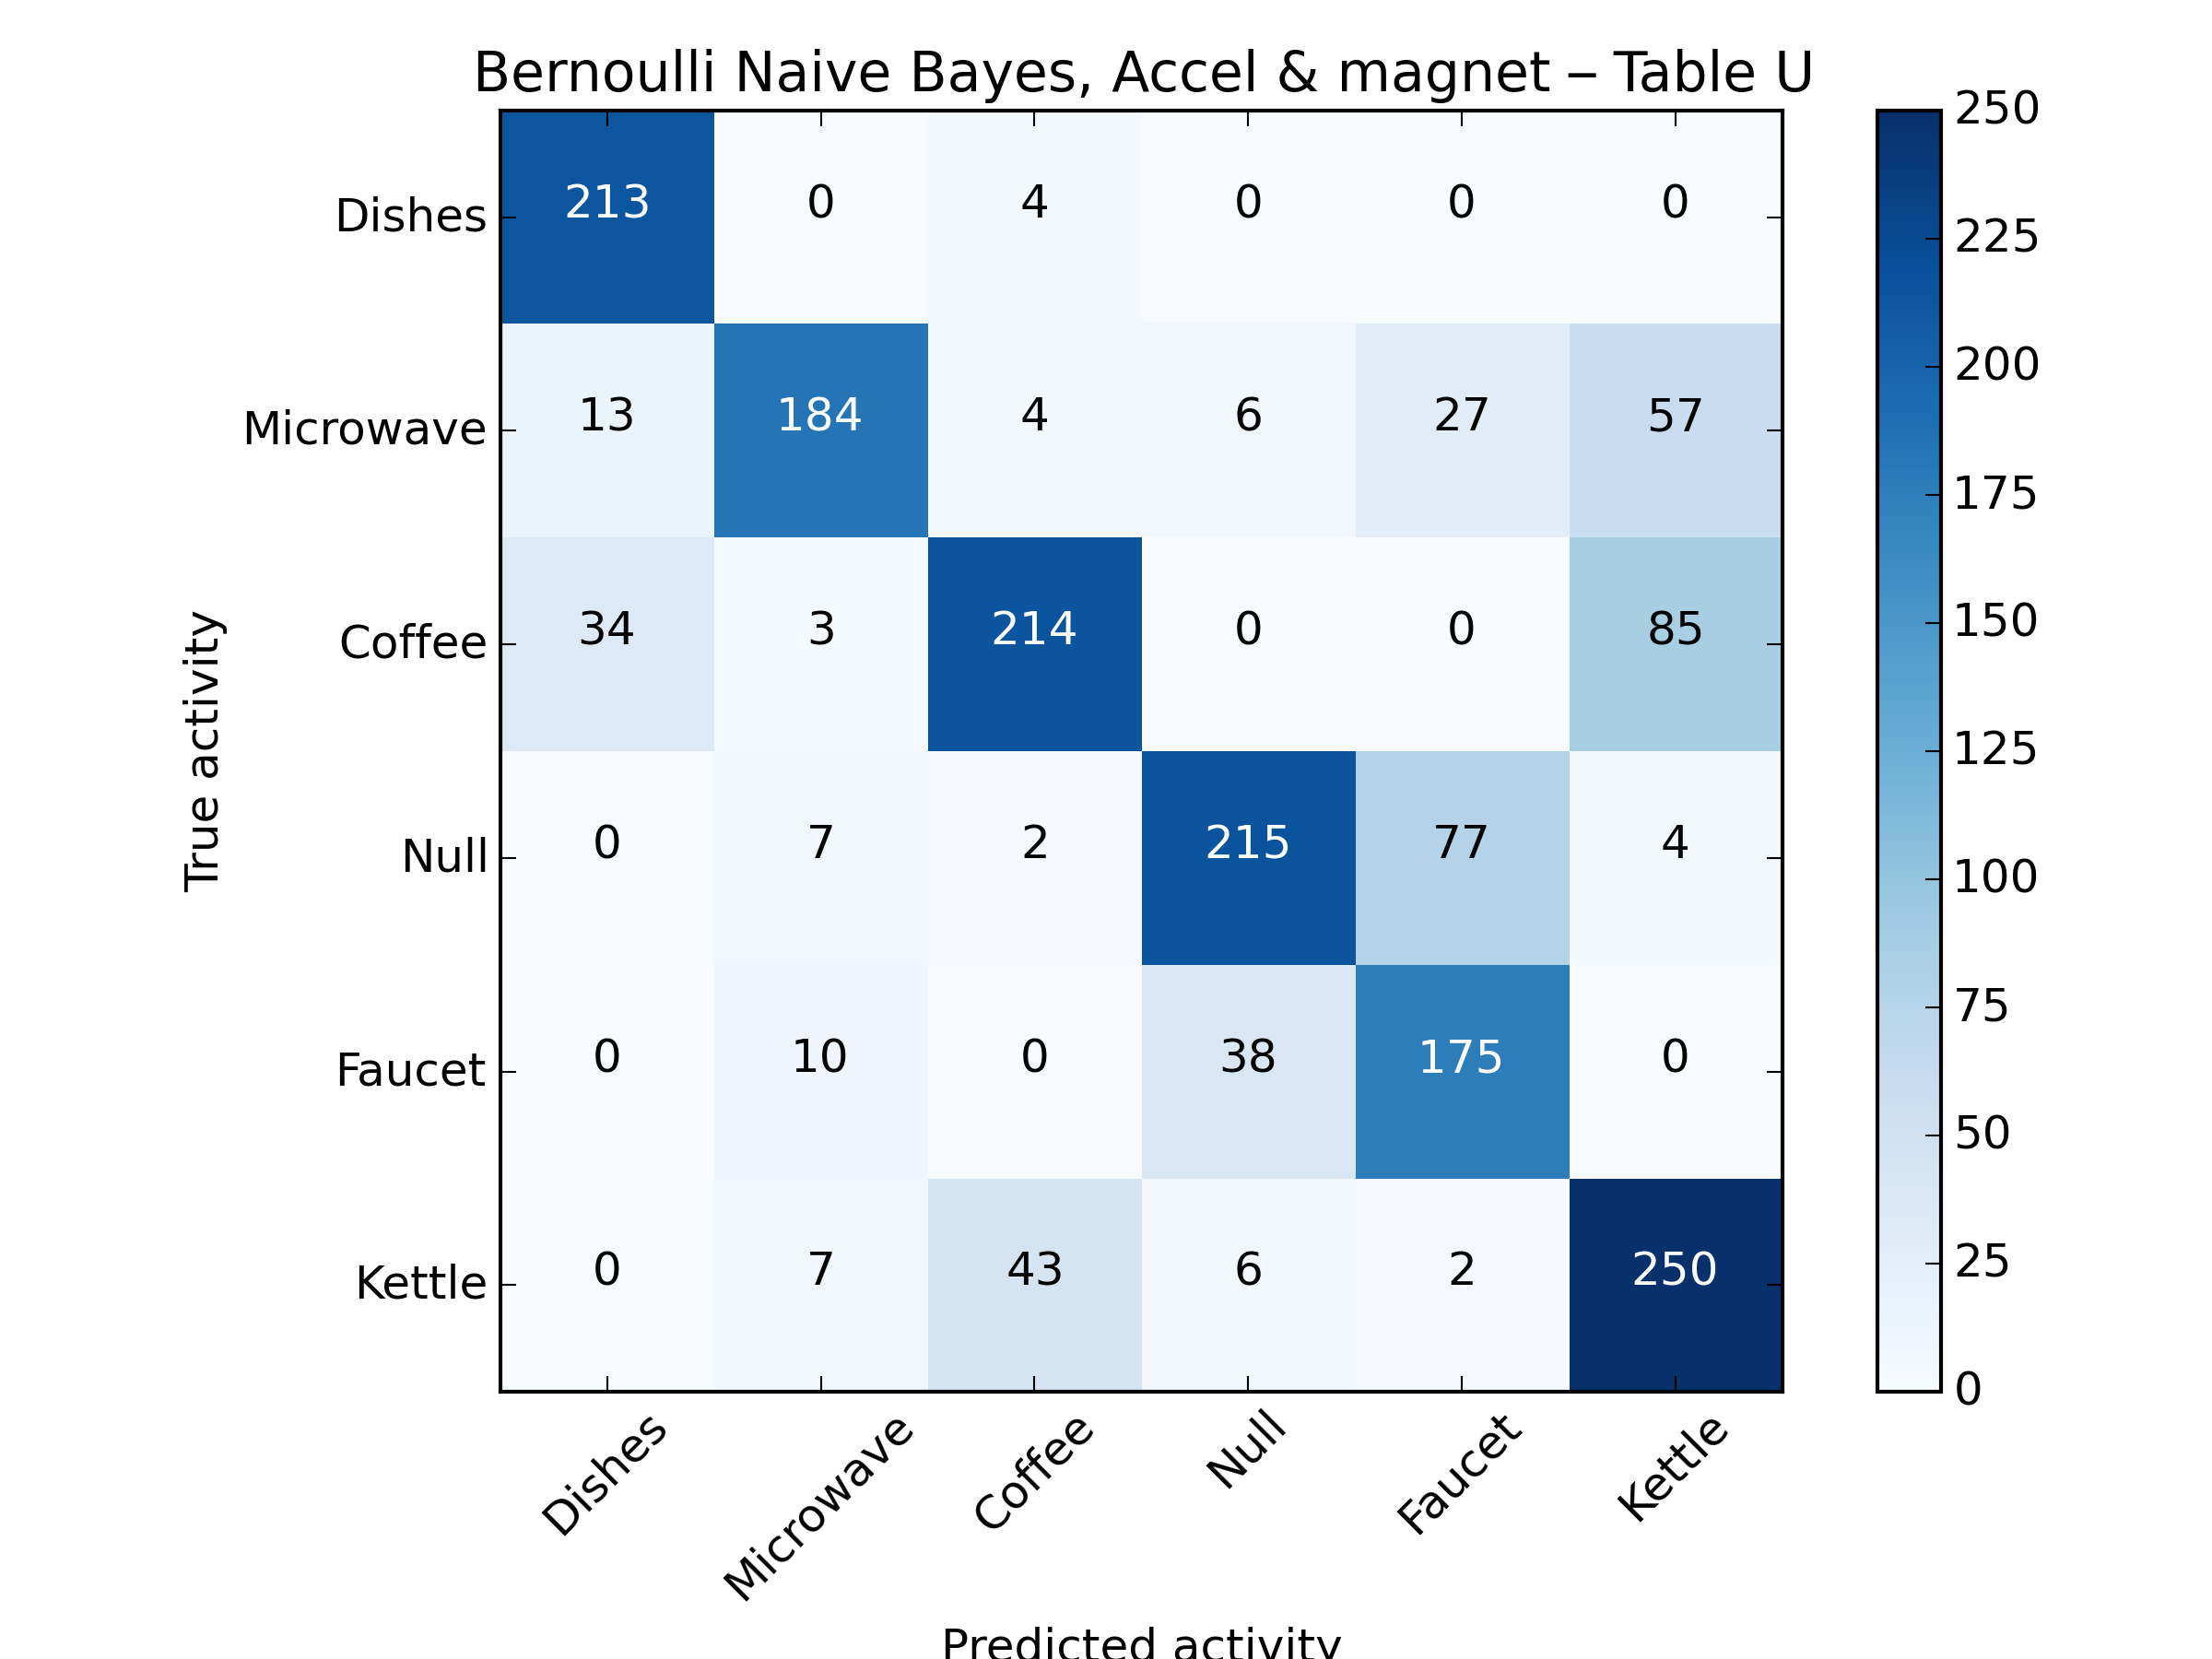 Bernoulli Naive Bayes, Accel & magnet – Table U
250
Dishes 213 0 4 0 0 0
225
200
Microwave 13 184 4 6 27 57
175
150
Coffee 34 3 214 0 0 85
True activity
125
Null 0 7 2 215 77 4
100
75
Faucet 0 10 0 38 175 0
50
25
Kettle 0 7 43 6 2 250
0
Dishes Microwave Coffee Null Faucet Kettle
Predicted activity